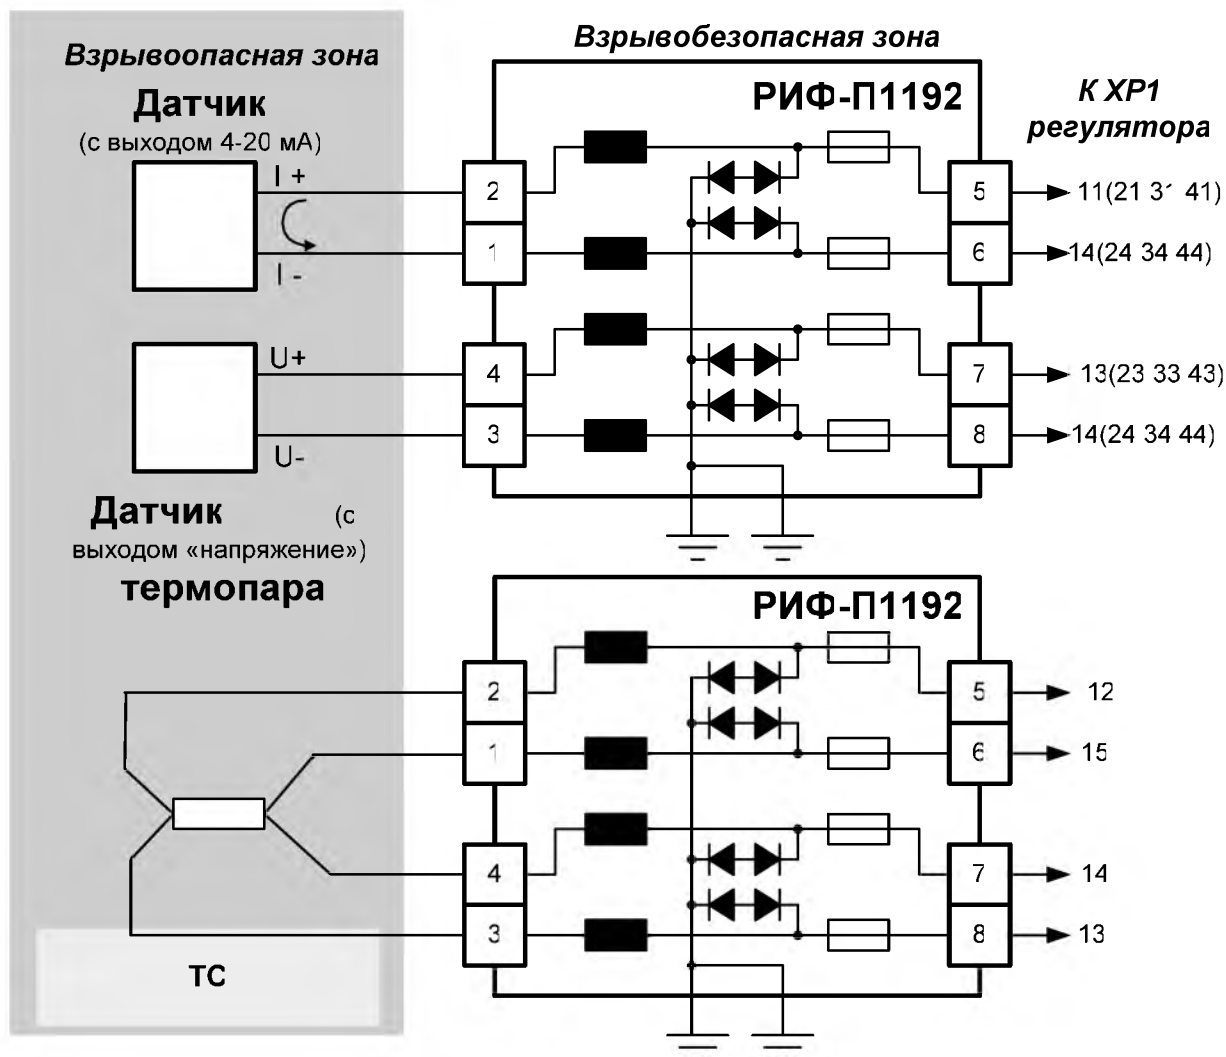 Взрывоопасная зона
Взрывобезопасная зона
Датчик
(с выходом 4-20 мА)
РИФ-П1192
К ХР1
регулятора
I +
I -
2
1
5
6
11(21 31 41)
14(24 34 44)
U+
U-
4
3
7
8
13(23 33 43)
14(24 34 44)
Датчик (с
выходом «напряжение»)
термопара
РИФ-П1192
2
1
5
6
12
15
4
3
7
8
14
13
ТС